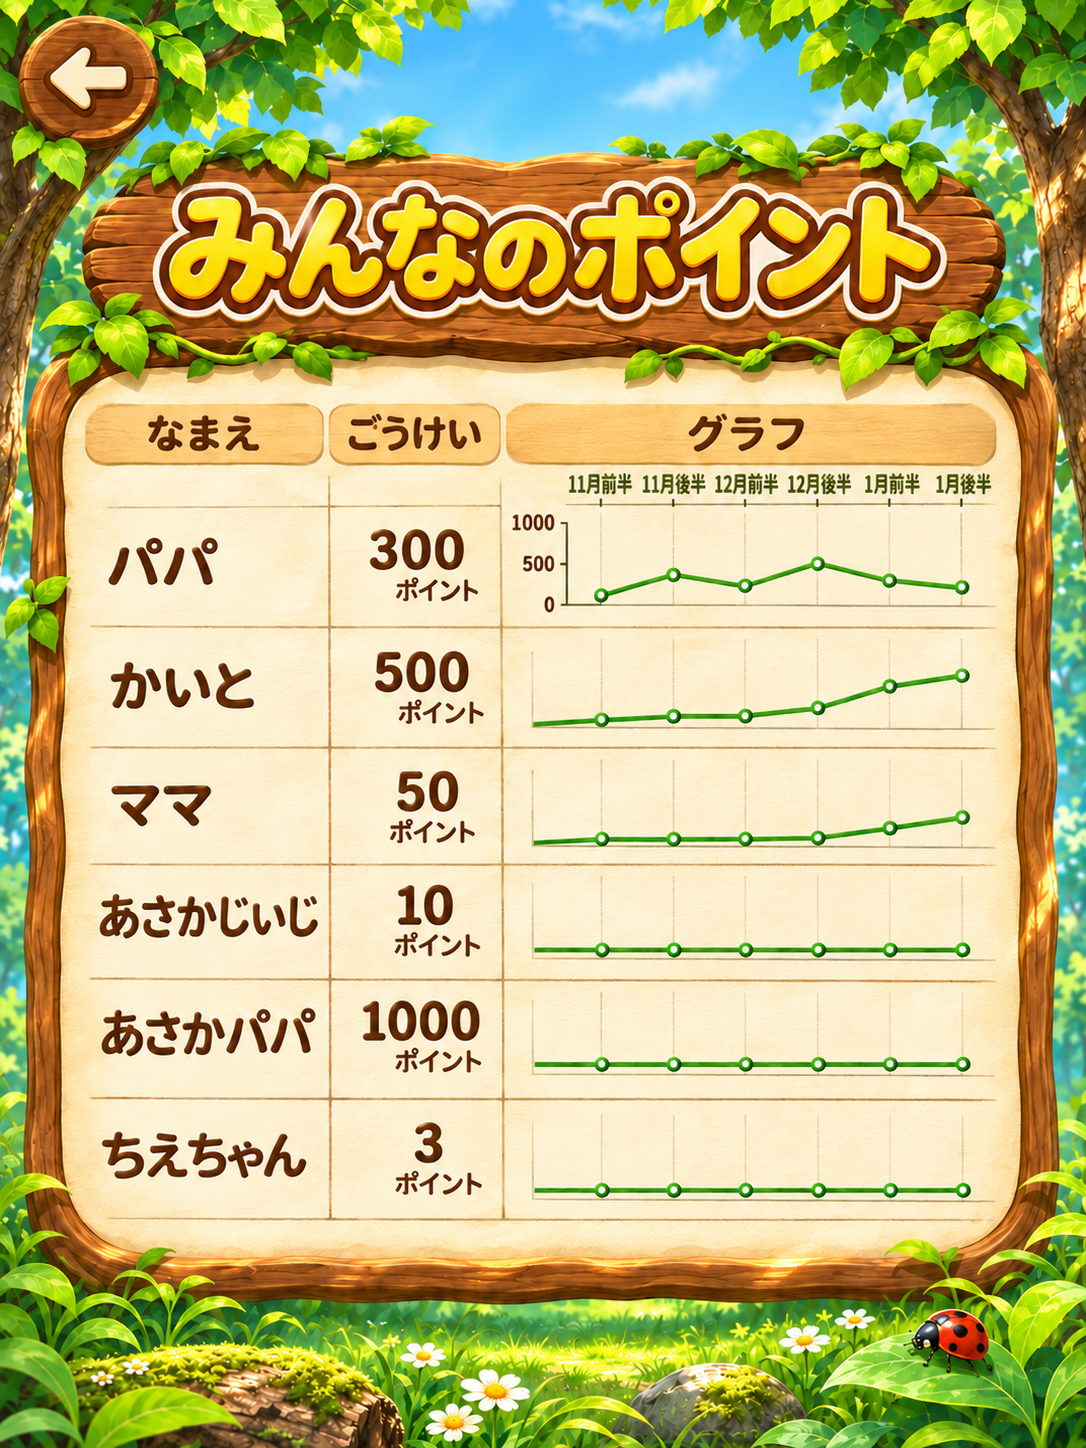 みんなのポイント
なまえ ごうけい グラフ
11月前半 11月後半 12月前半 12月後半 1月前半 1月後半
パパ
300
ポイント
1000
500
0
かいと
500
ポイント
ママ
50
ポイント
あさかじいじ
10
ポイント
あさかパパ
1000
ポイント
ちえちゃん
3
ポイント